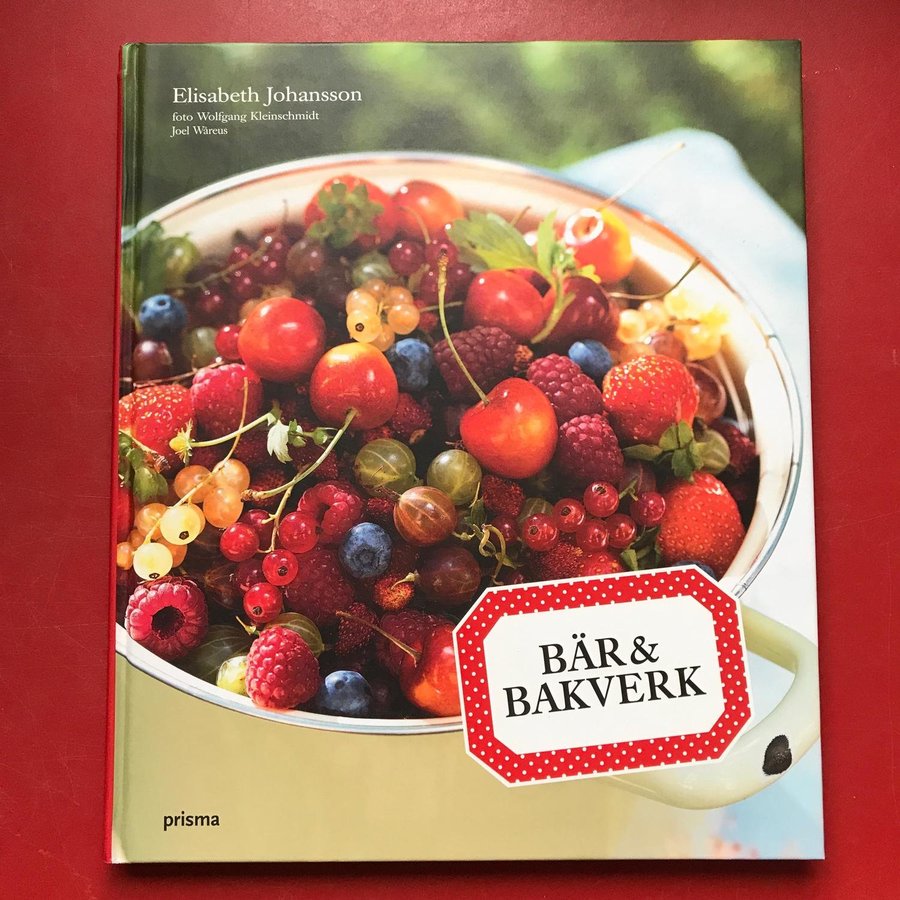 Elisabeth Johansson
foto Wolfgang Kleinschmidt
Joel Wåreus
BÄR &
BAKVERK
prisma